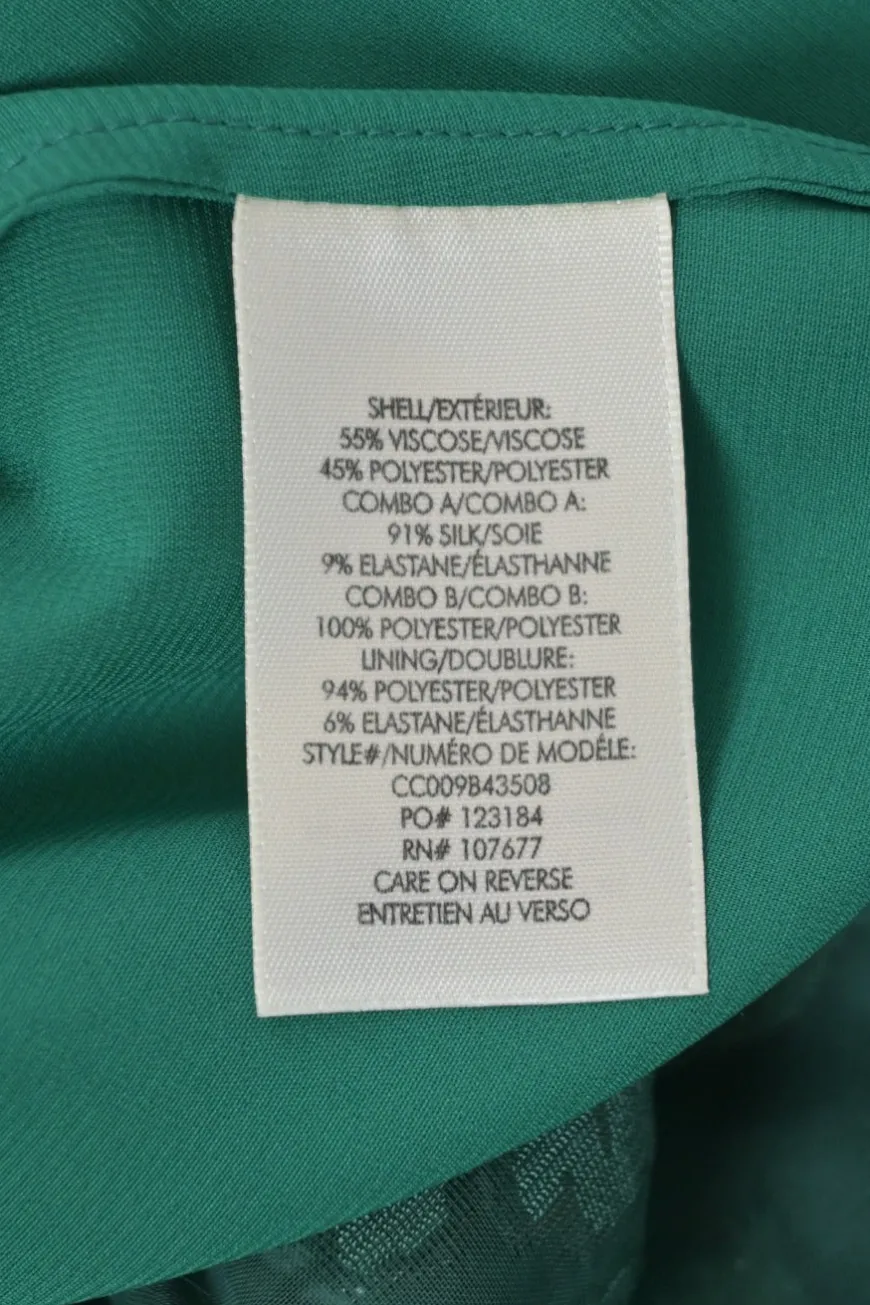 SHELL/EXTÉRIEUR:
55% VISCOSE/VISCOSE
45% POLYESTER/POLYESTER
COMBO A/COMBO A:
91% SILK/SOIE
9% ELASTANE/ÉLASTHANNE
COMBO B/COMBO B:
100% POLYESTER/POLYESTER
LINING/DOUBLURE:
94% POLYESTER/POLYESTER
6% ELASTANE/ÉLASTHANNE
STYLE#/NUMÉRO DE MODÉLE:
CC009B43508
PO# 123184
RN# 107677
CARE ON REVERSE
ENTRETIEN AU VERSO